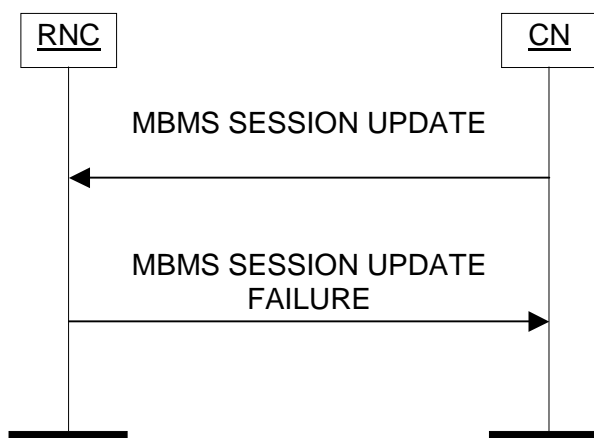 RNC
CN
MBMS SESSION UPDATE
MBMS SESSION UPDATE
FAILURE